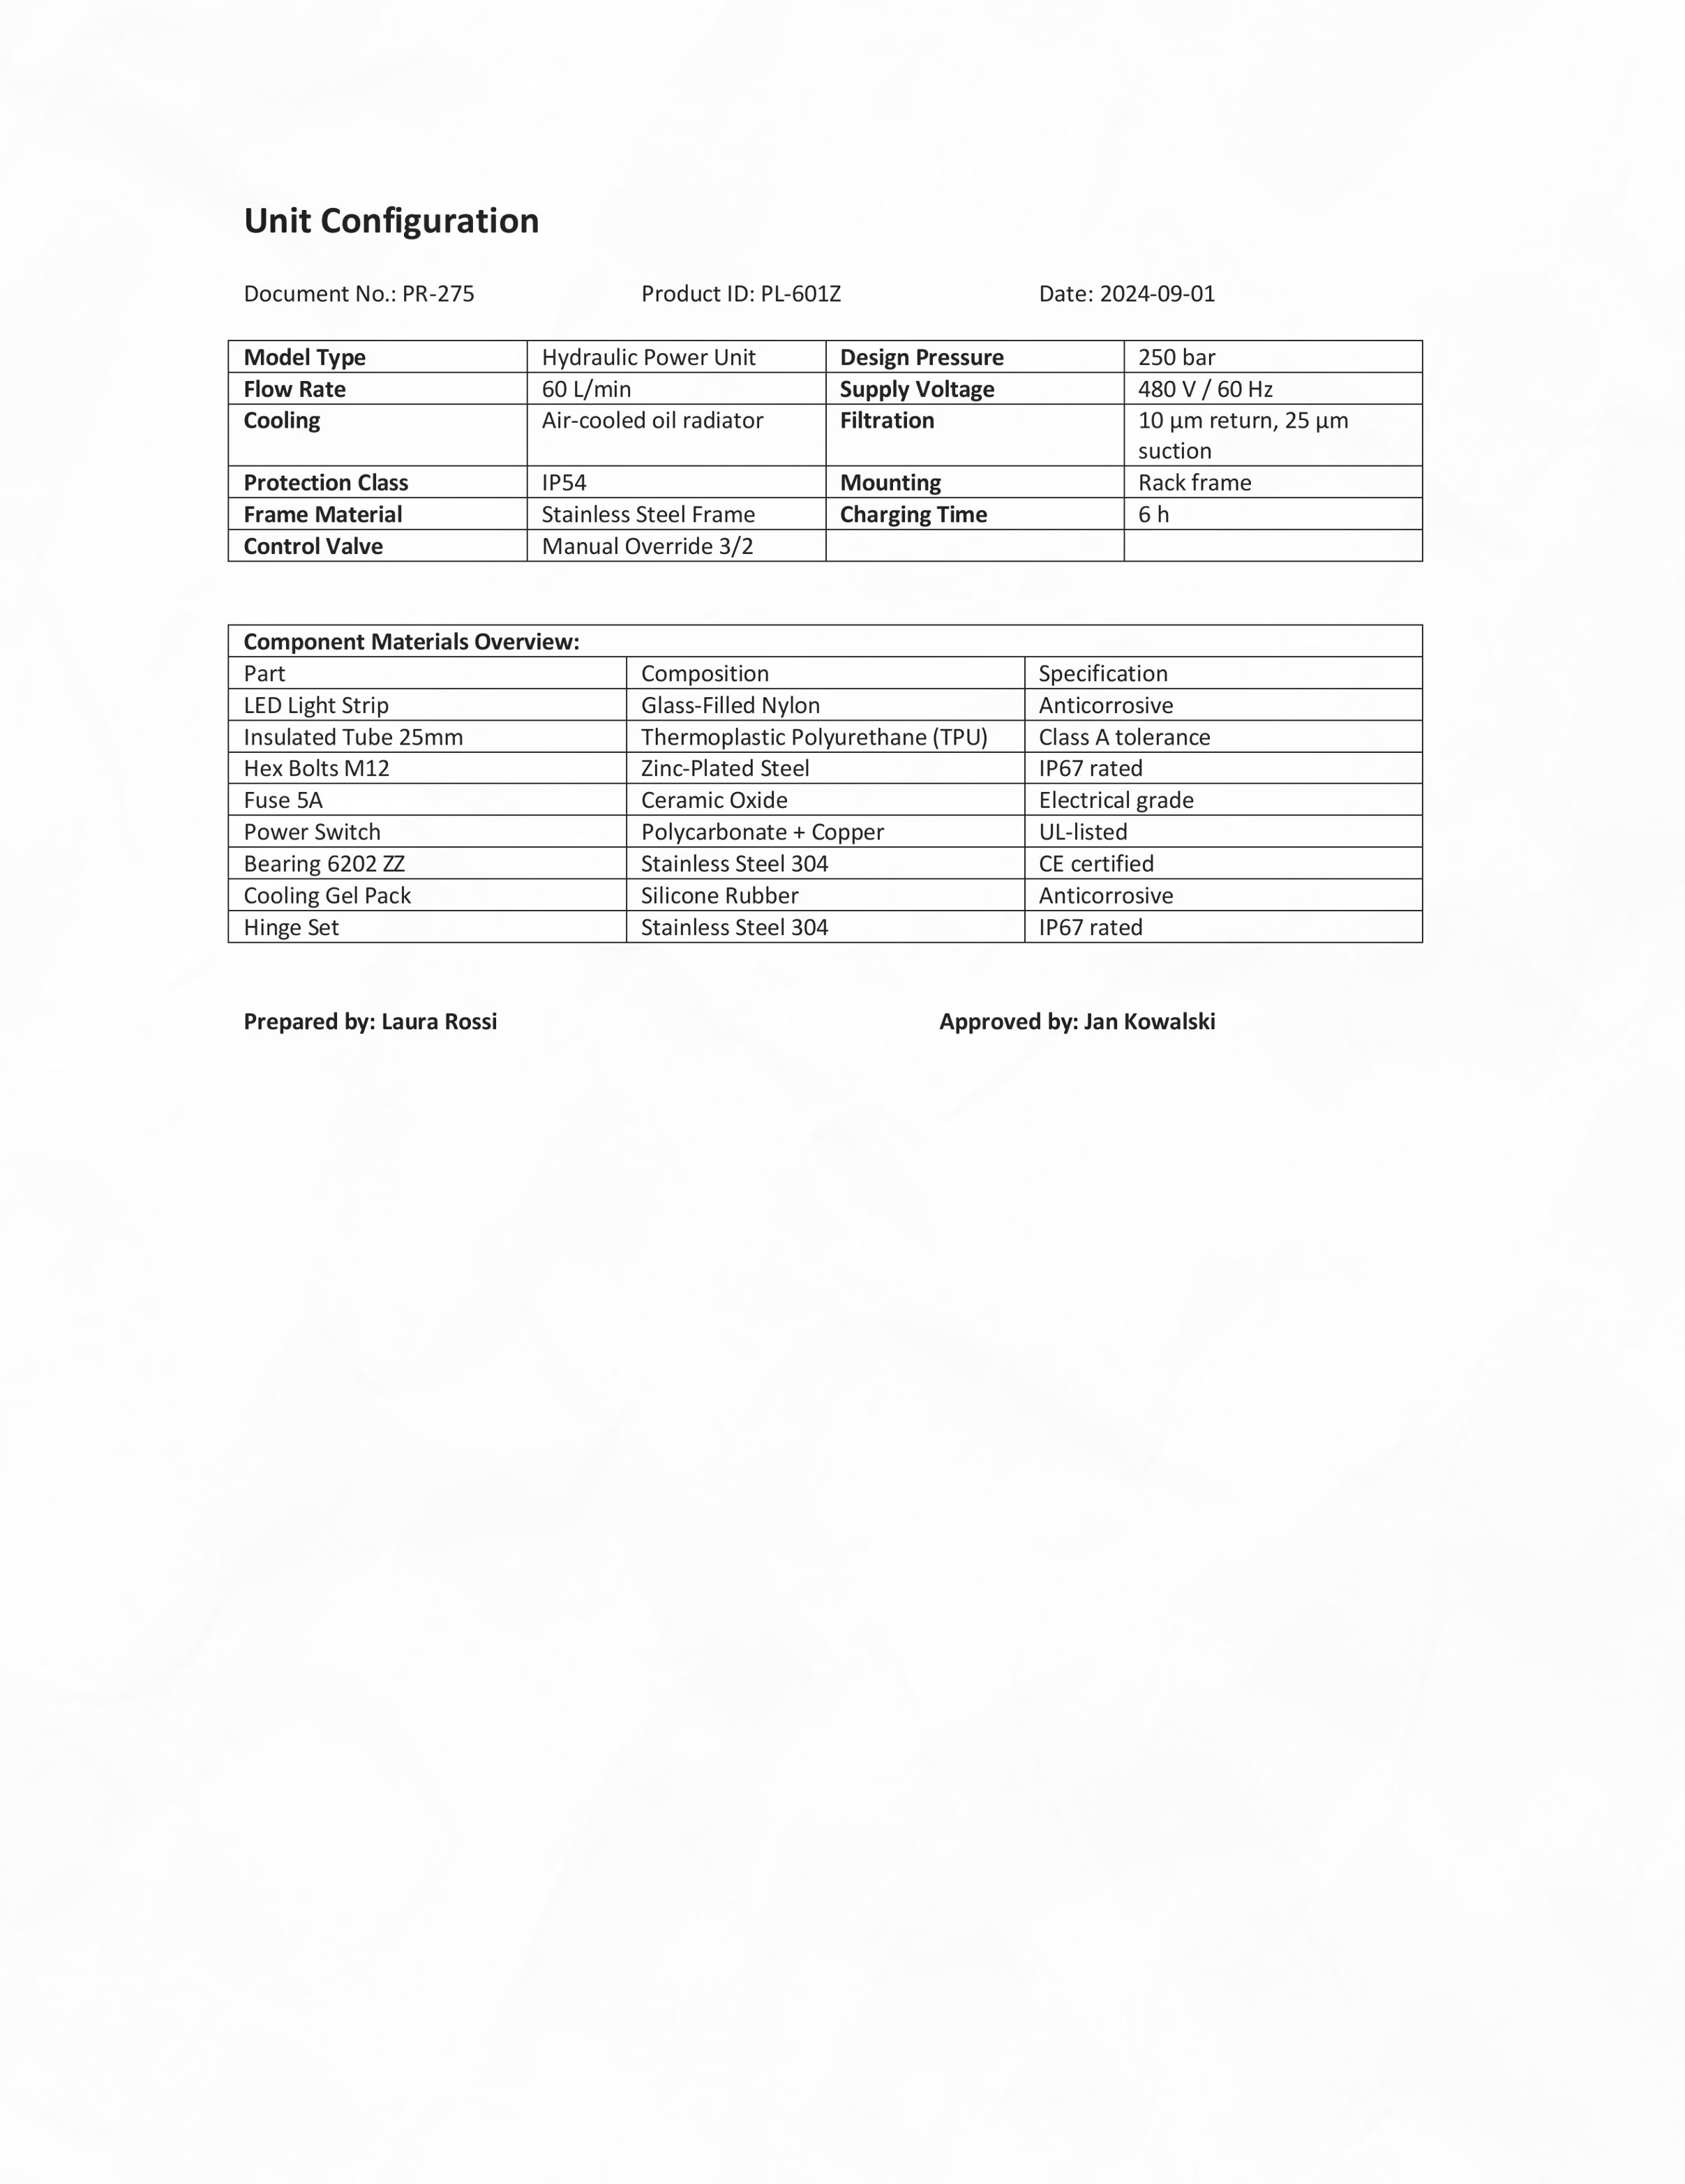 Unit Configuration
Document No.: PR-275 Product ID: PL-601Z Date: 2024-09-01
Model Type Hydraulic Power Unit Design Pressure 250 bar
Flow Rate 60 L/min Supply Voltage 480 V / 60 Hz
Cooling Air-cooled oil radiator Filtration 10 µm return, 25 µm
suction
Protection Class IP54 Mounting Rack frame
Frame Material Stainless Steel Frame Charging Time 6 h
Control Valve Manual Override 3/2
Component Materials Overview:
Part Composition Specification
LED Light Strip Glass-Filled Nylon Anticorrosive
Insulated Tube 25mm Thermoplastic Polyurethane (TPU) Class A tolerance
Hex Bolts M12 Zinc-Plated Steel IP67 rated
Fuse 5A Ceramic Oxide Electrical grade
Power Switch Polycarbonate + Copper UL-listed
Bearing 6202 ZZ Stainless Steel 304 CE certified
Cooling Gel Pack Silicone Rubber Anticorrosive
Hinge Set Stainless Steel 304 IP67 rated
Prepared by: Laura Rossi Approved by: Jan Kowalski